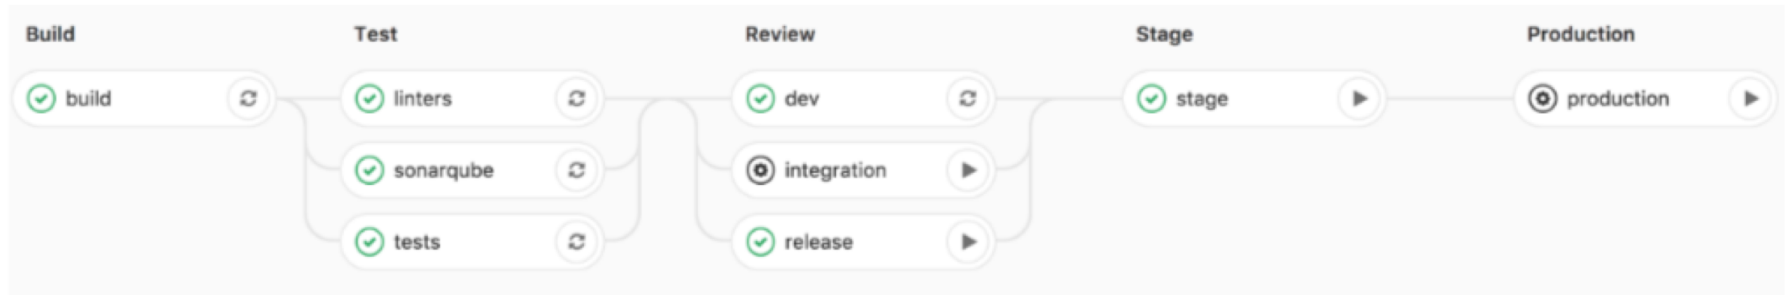 Build
build
Test
linters
sonarqube
tests
Review
dev
integration
release
Stage
stage
Production
production